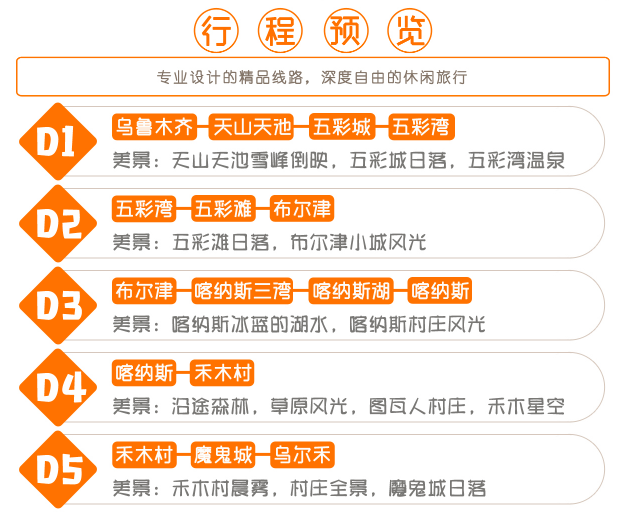 行程预览
专业设计的精品线路，深度自由的休闲旅行
D1
乌鲁木齐—天山天池—五彩城—五彩湾
美景：天山天池雪峰倒映，五彩城日落，五彩湾温泉
D2
五彩湾—五彩滩—布尔津
美景：五彩滩日落，布尔津小城风光
D3
布尔津—喀纳斯三湾—喀纳斯湖—喀纳斯
美景：喀纳斯冰蓝的湖水，喀纳斯村庄风光
D4
喀纳斯—禾木村
美景：沿途森林，草原风光，图瓦人村庄，禾木星空
D5
禾木村—魔鬼城—乌尔禾
美景：禾木村晨雾，村庄全景，魔鬼城日落